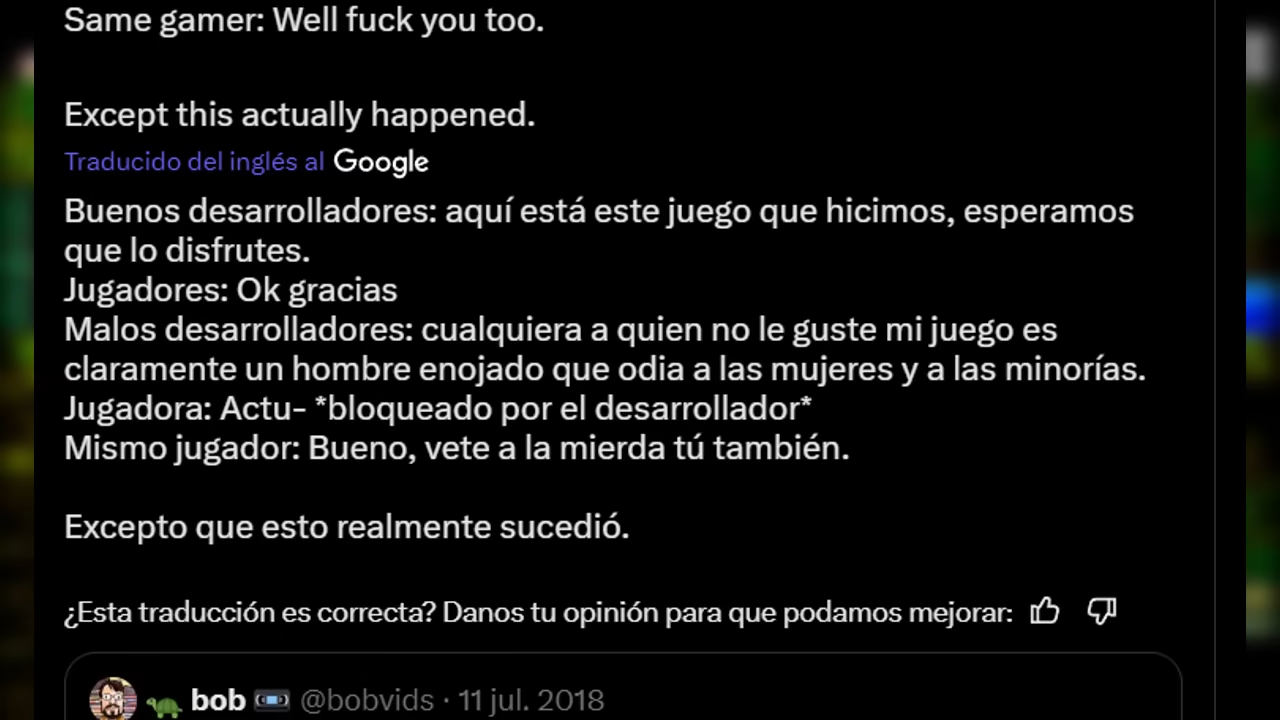 Same gamer: Well fuck you too.
Except this actually happened.
Traducido del inglés al Google
Buenos desarrolladores: aquí está este juego que hicimos, esperamos
que lo disfrutes.
Jugadores: Ok gracias
Malos desarrolladores: cualquiera a quien no le guste mi juego es
claramente un hombre enojado que odia a las mujeres y a las minorías.
Jugadora: Actu- *bloqueado por el desarrollador*
Mismo jugador: Bueno, vete a la mierda tú también.
Excepto que esto realmente sucedió.
¿Esta traducción es correcta? Danos tu opinión para que podamos mejorar:
bob @bobvids · 11 jul. 2018